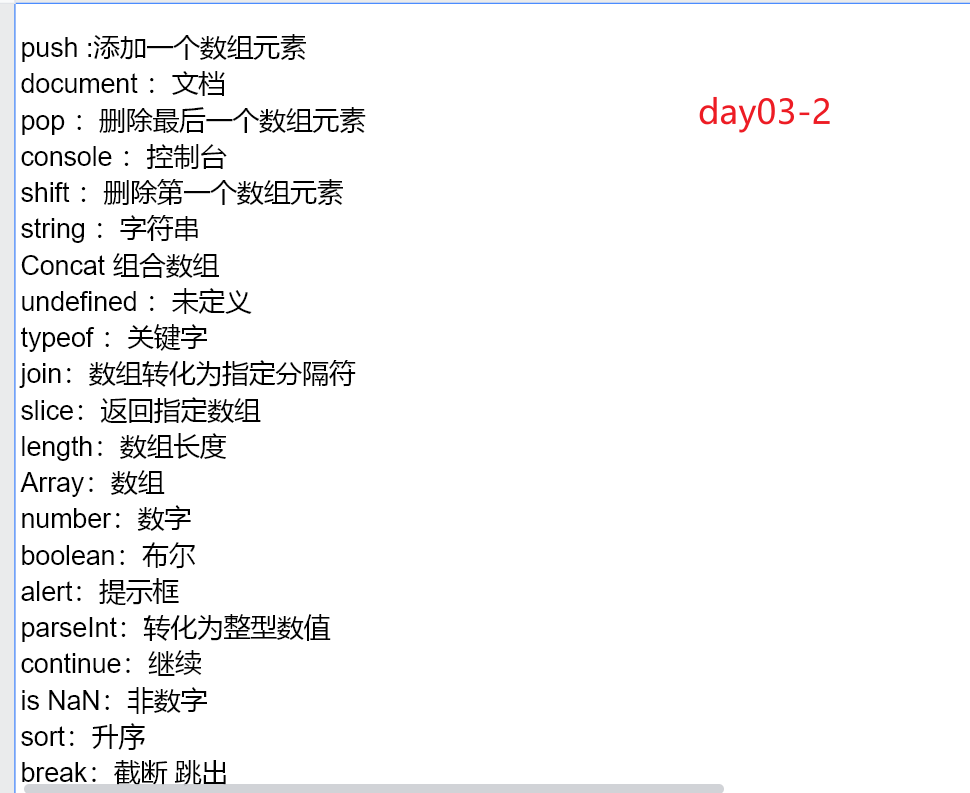 push :添加一个数组元素
document ：文档
day03-2
pop ：删除最后一个数组元素
console ：控制台
shift ：删除第一个数组元素
string ：字符串
Concat 组合数组
undefined ：未定义
typeof ：关键字
join：数组转化为指定分隔符
slice：返回指定数组
length：数组长度
Array：数组
number：数字
boolean：布尔
alert：提示框
parseInt：转化为整型数值
continue：继续
is NaN：非数字
sort：升序
break：截断 跳出